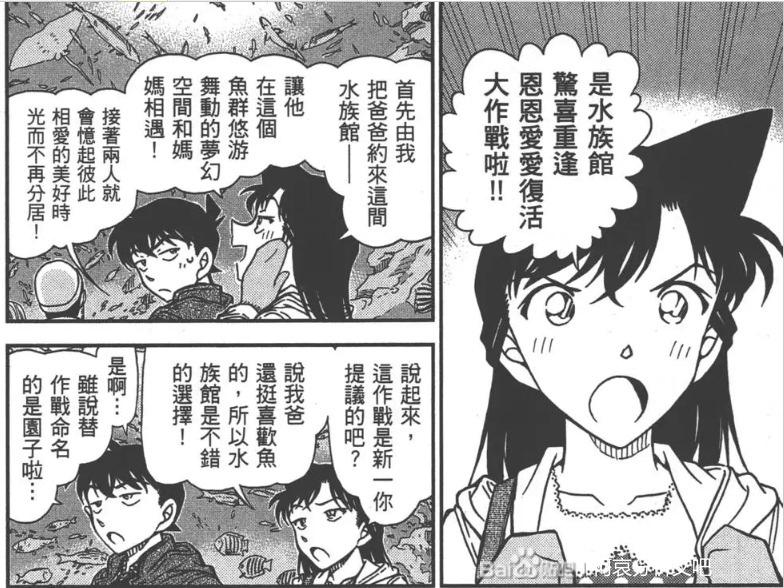 是水族館
驚喜重逢
恩恩愛愛復活
大作戰啦!!
首先由我
把爸爸約來這間
水族館——
讓他
在這個
魚群悠游
舞動的夢幻
空間和媽
媽相遇!
接著兩人就
會憶起彼此
相愛的美好時
光而不再分居!
說起來,
這作戰是新一你
提議的吧?
說我爸
還挺喜歡魚
的,所以水
族館是不錯
的選擇!
是啊…
雖說替
作戰命名
的是園子啦…
Bai
吧